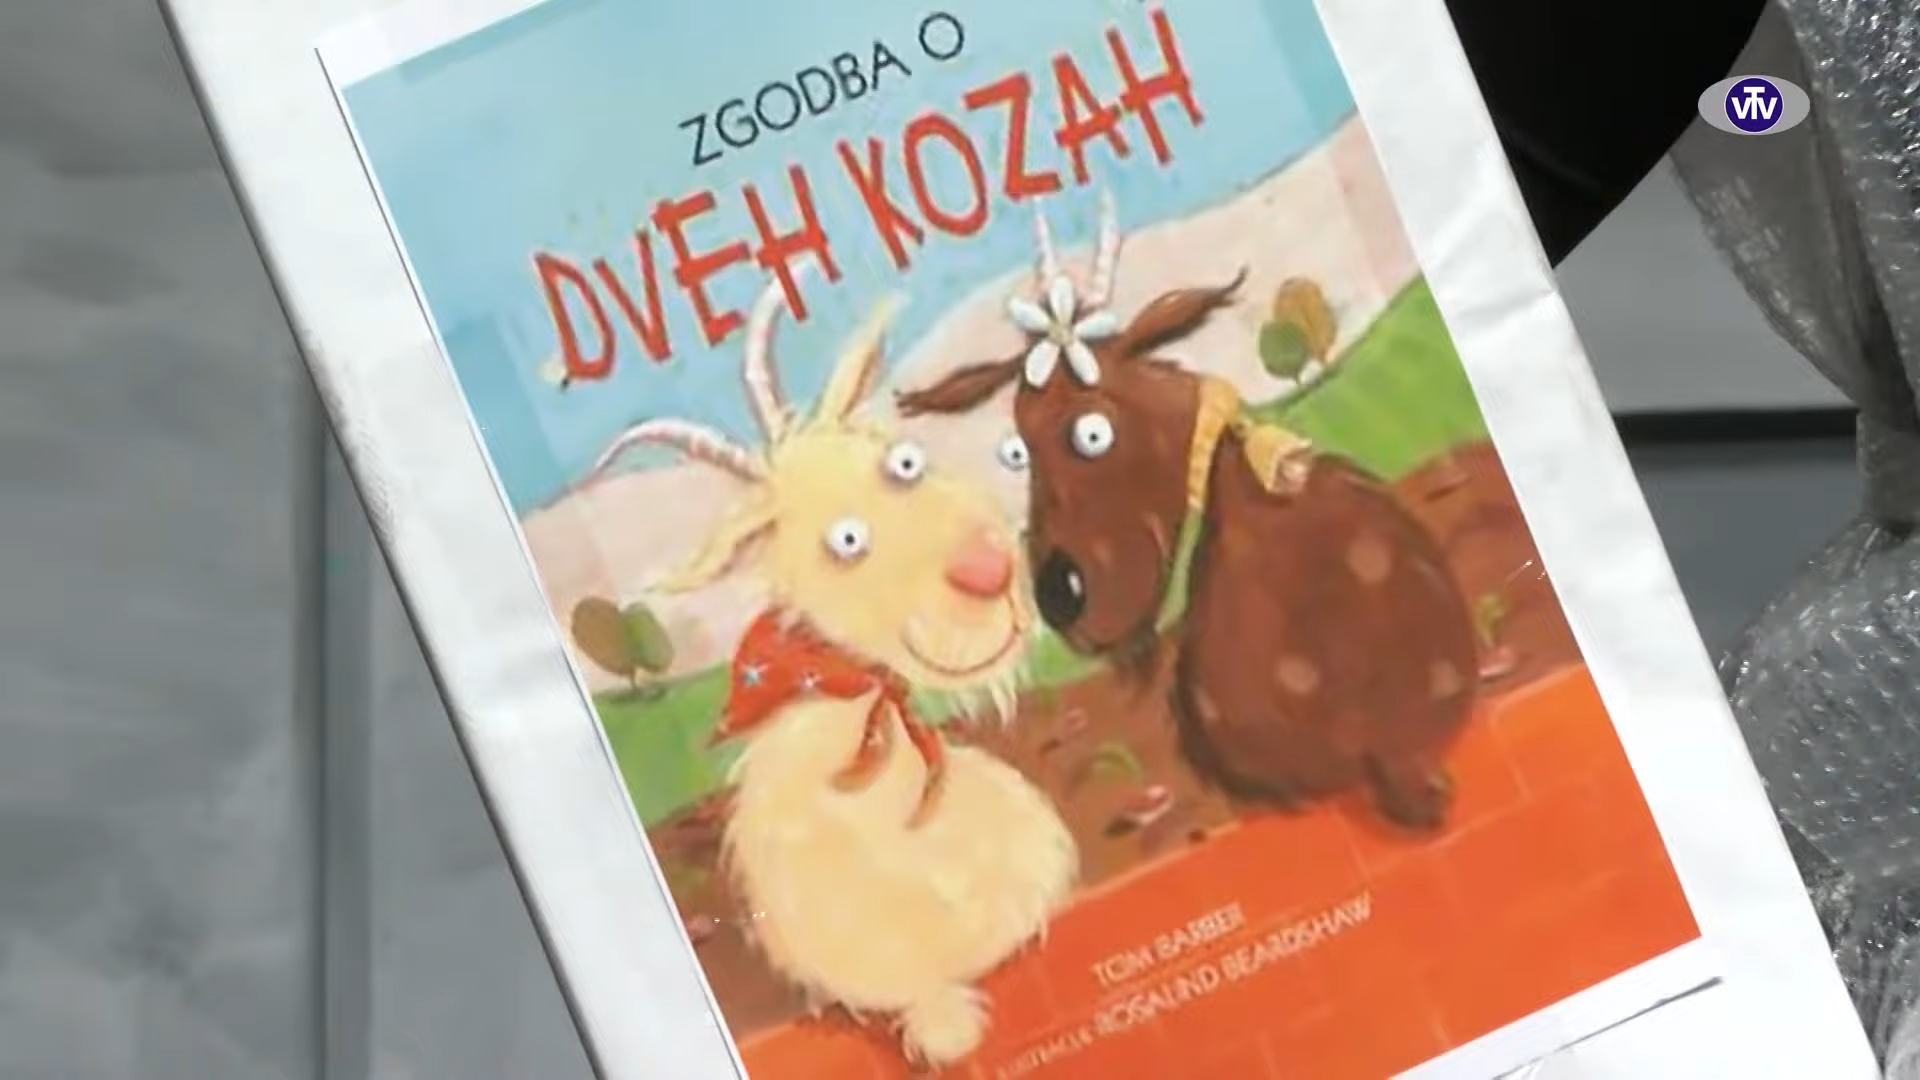 ZGODBA O
DVEH KOZAH
VTV
TOM BARBER
ROSALIND BEARDSHAW